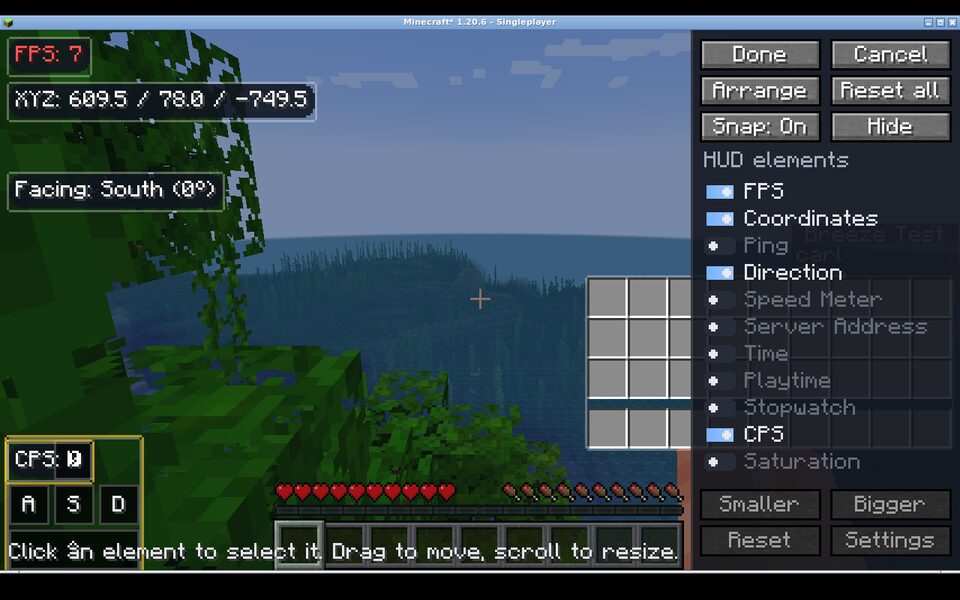 Minecraft* 1.20.6 - Singleplayer
FPS: 7
XYZ: 609.5 / 78.0 / -749.5
Facing: South (0°)
Done
Cancel
Arrange
Reset all
Snap: On
Hide
HUD elements
FPS
Coordinates
Ping
Direction
Speed Meter
Server Address
Time
Playtime
Stopwatch
CPS
Saturation
Smaller
Bigger
Reset
Settings
Breeze Test
carl
CPS: 0
A
S
D
Click an element to select it. Drag to move, scroll to resize.